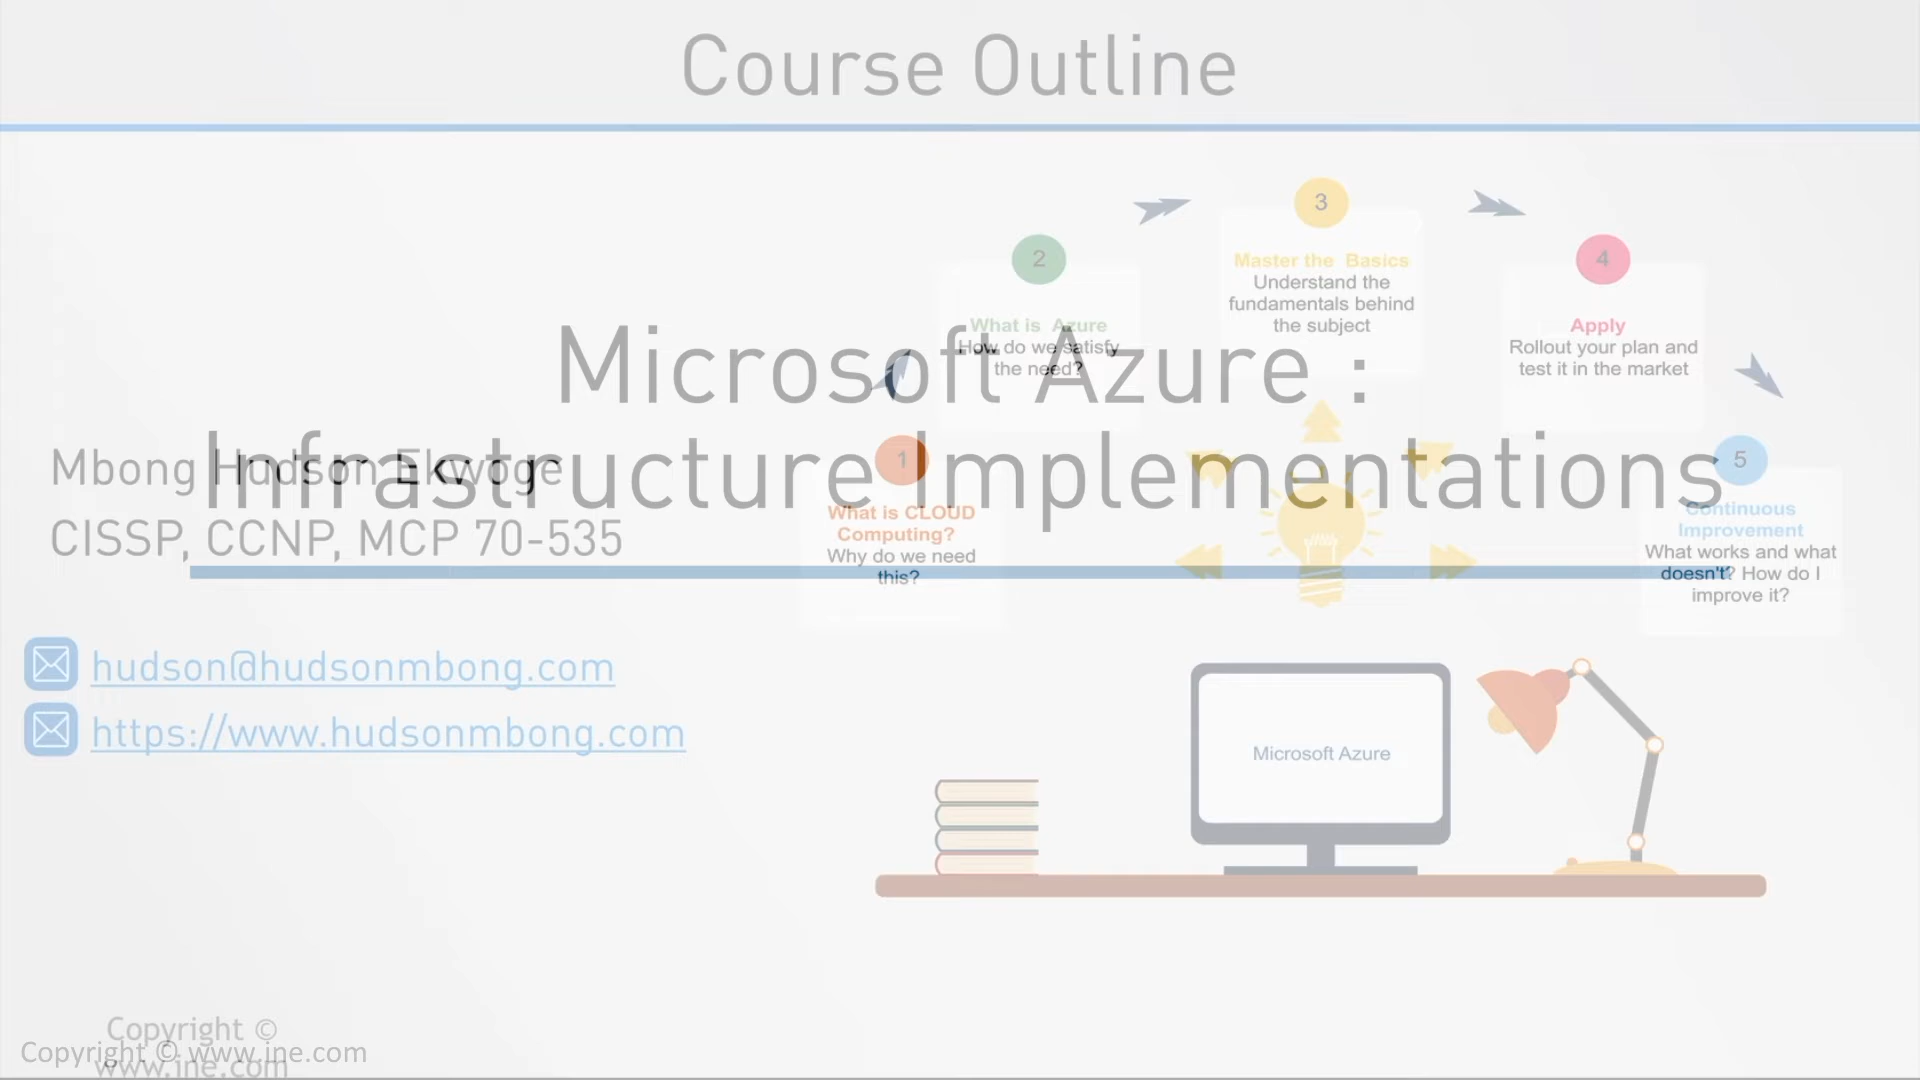 Course Outline
Microsoft Azure :
Infrastructure Implementations
Mbong Hudson Ekwoge
CISSP, CCNP, MCP 70-535
hudson@hudsonmbong.com
https://www.hudsonmbong.com
1
What is CLOUD
Computing?
Why do we need
this?
2
What is Azure
How do we satisfy
the need?
3
Master the Basics
Understand the
fundamentals behind
the subject
4
Apply
Rollout your plan and
test it in the market
5
Continuous
Improvement
What works and what
doesn't? How do I
improve it?
Microsoft Azure
Copyright ©
www.ine.com
Copyright © www.ine.com